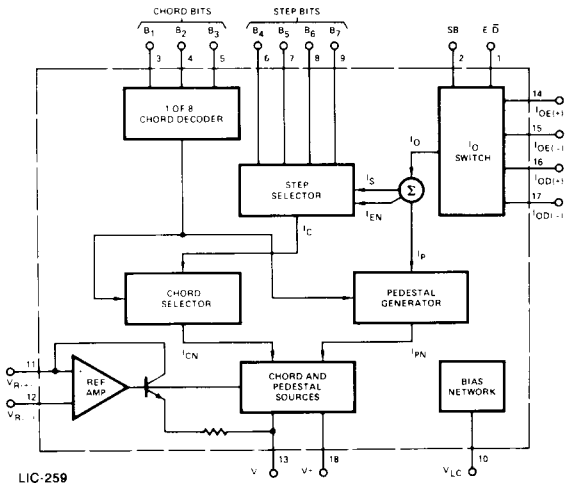 CHORD BITS STEP BITS
B1 B2 B3 B4 B5 B6 B7 SB E D̅
3 4 5 6 7 8 9 2 1
1 OF 8
CHORD DECODER
14
IOE(+)
15
IOE(−)
16
IOD(+)
17
IOD(−)
IO
SWITCH
IO
STEP
SELECTOR
IS
IEN
Σ
IC
IP
CHORD
SELECTOR
PEDESTAL
GENERATOR
ICN
IPN
11
VR(+)
12
VR(−)
REF
AMP
CHORD AND
PEDESTAL
SOURCES
BIAS
NETWORK
13 18 10
V− V+ VLC
LIC-259